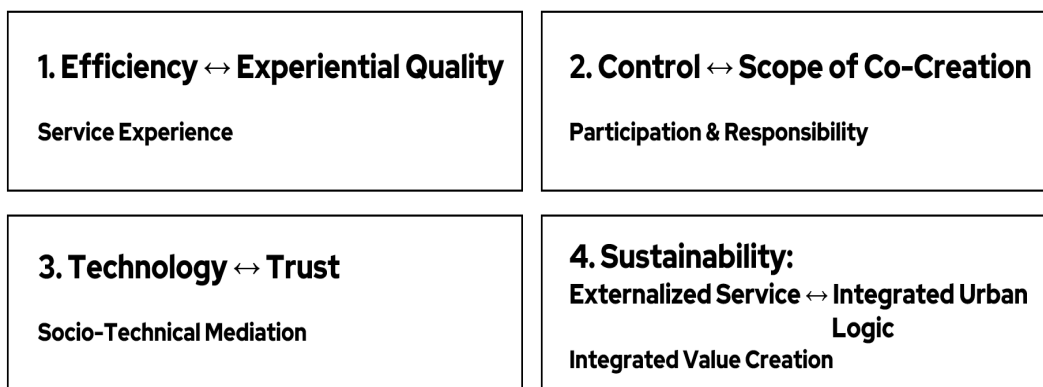 1. Efficiency ↔ Experiential Quality
Service Experience
2. Control ↔ Scope of Co-Creation
Participation & Responsibility
3. Technology ↔ Trust
Socio-Technical Mediation
4. Sustainability:
Externalized Service ↔ Integrated Urban
Logic
Integrated Value Creation